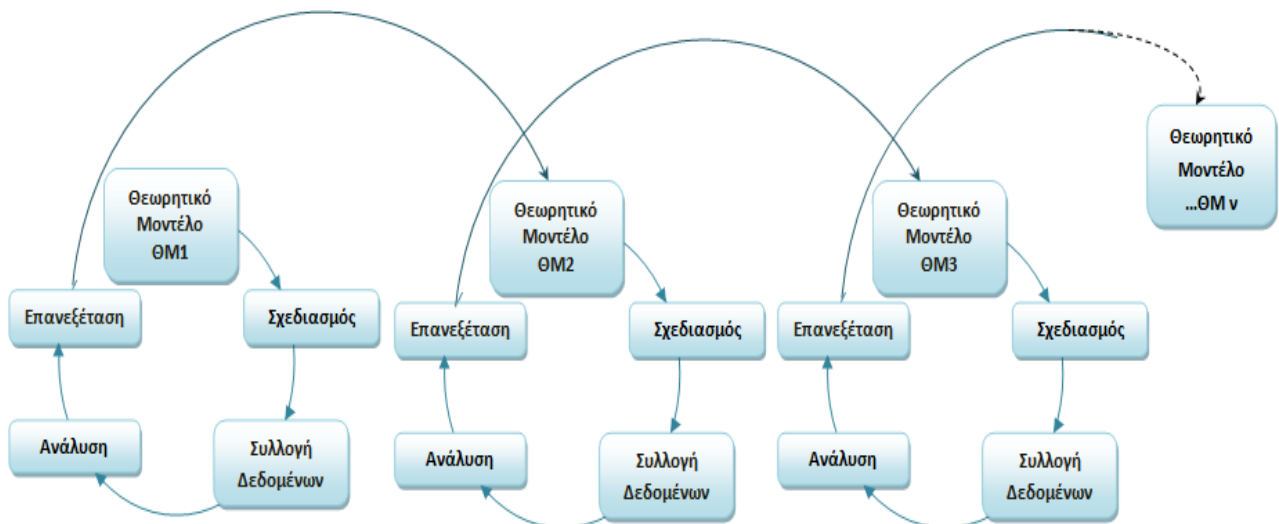 Θεωρητικό
Μοντέλο
ΘΜ1
Σχεδιασμός
Συλλογή
Δεδομένων
Ανάλυση
Επανεξέταση
Θεωρητικό
Μοντέλο
ΘΜ2
Σχεδιασμός
Συλλογή
Δεδομένων
Ανάλυση
Επανεξέταση
Θεωρητικό
Μοντέλο
ΘΜ3
Σχεδιασμός
Συλλογή
Δεδομένων
Ανάλυση
Επανεξέταση
Θεωρητικό
Μοντέλο
...ΘΜ ν